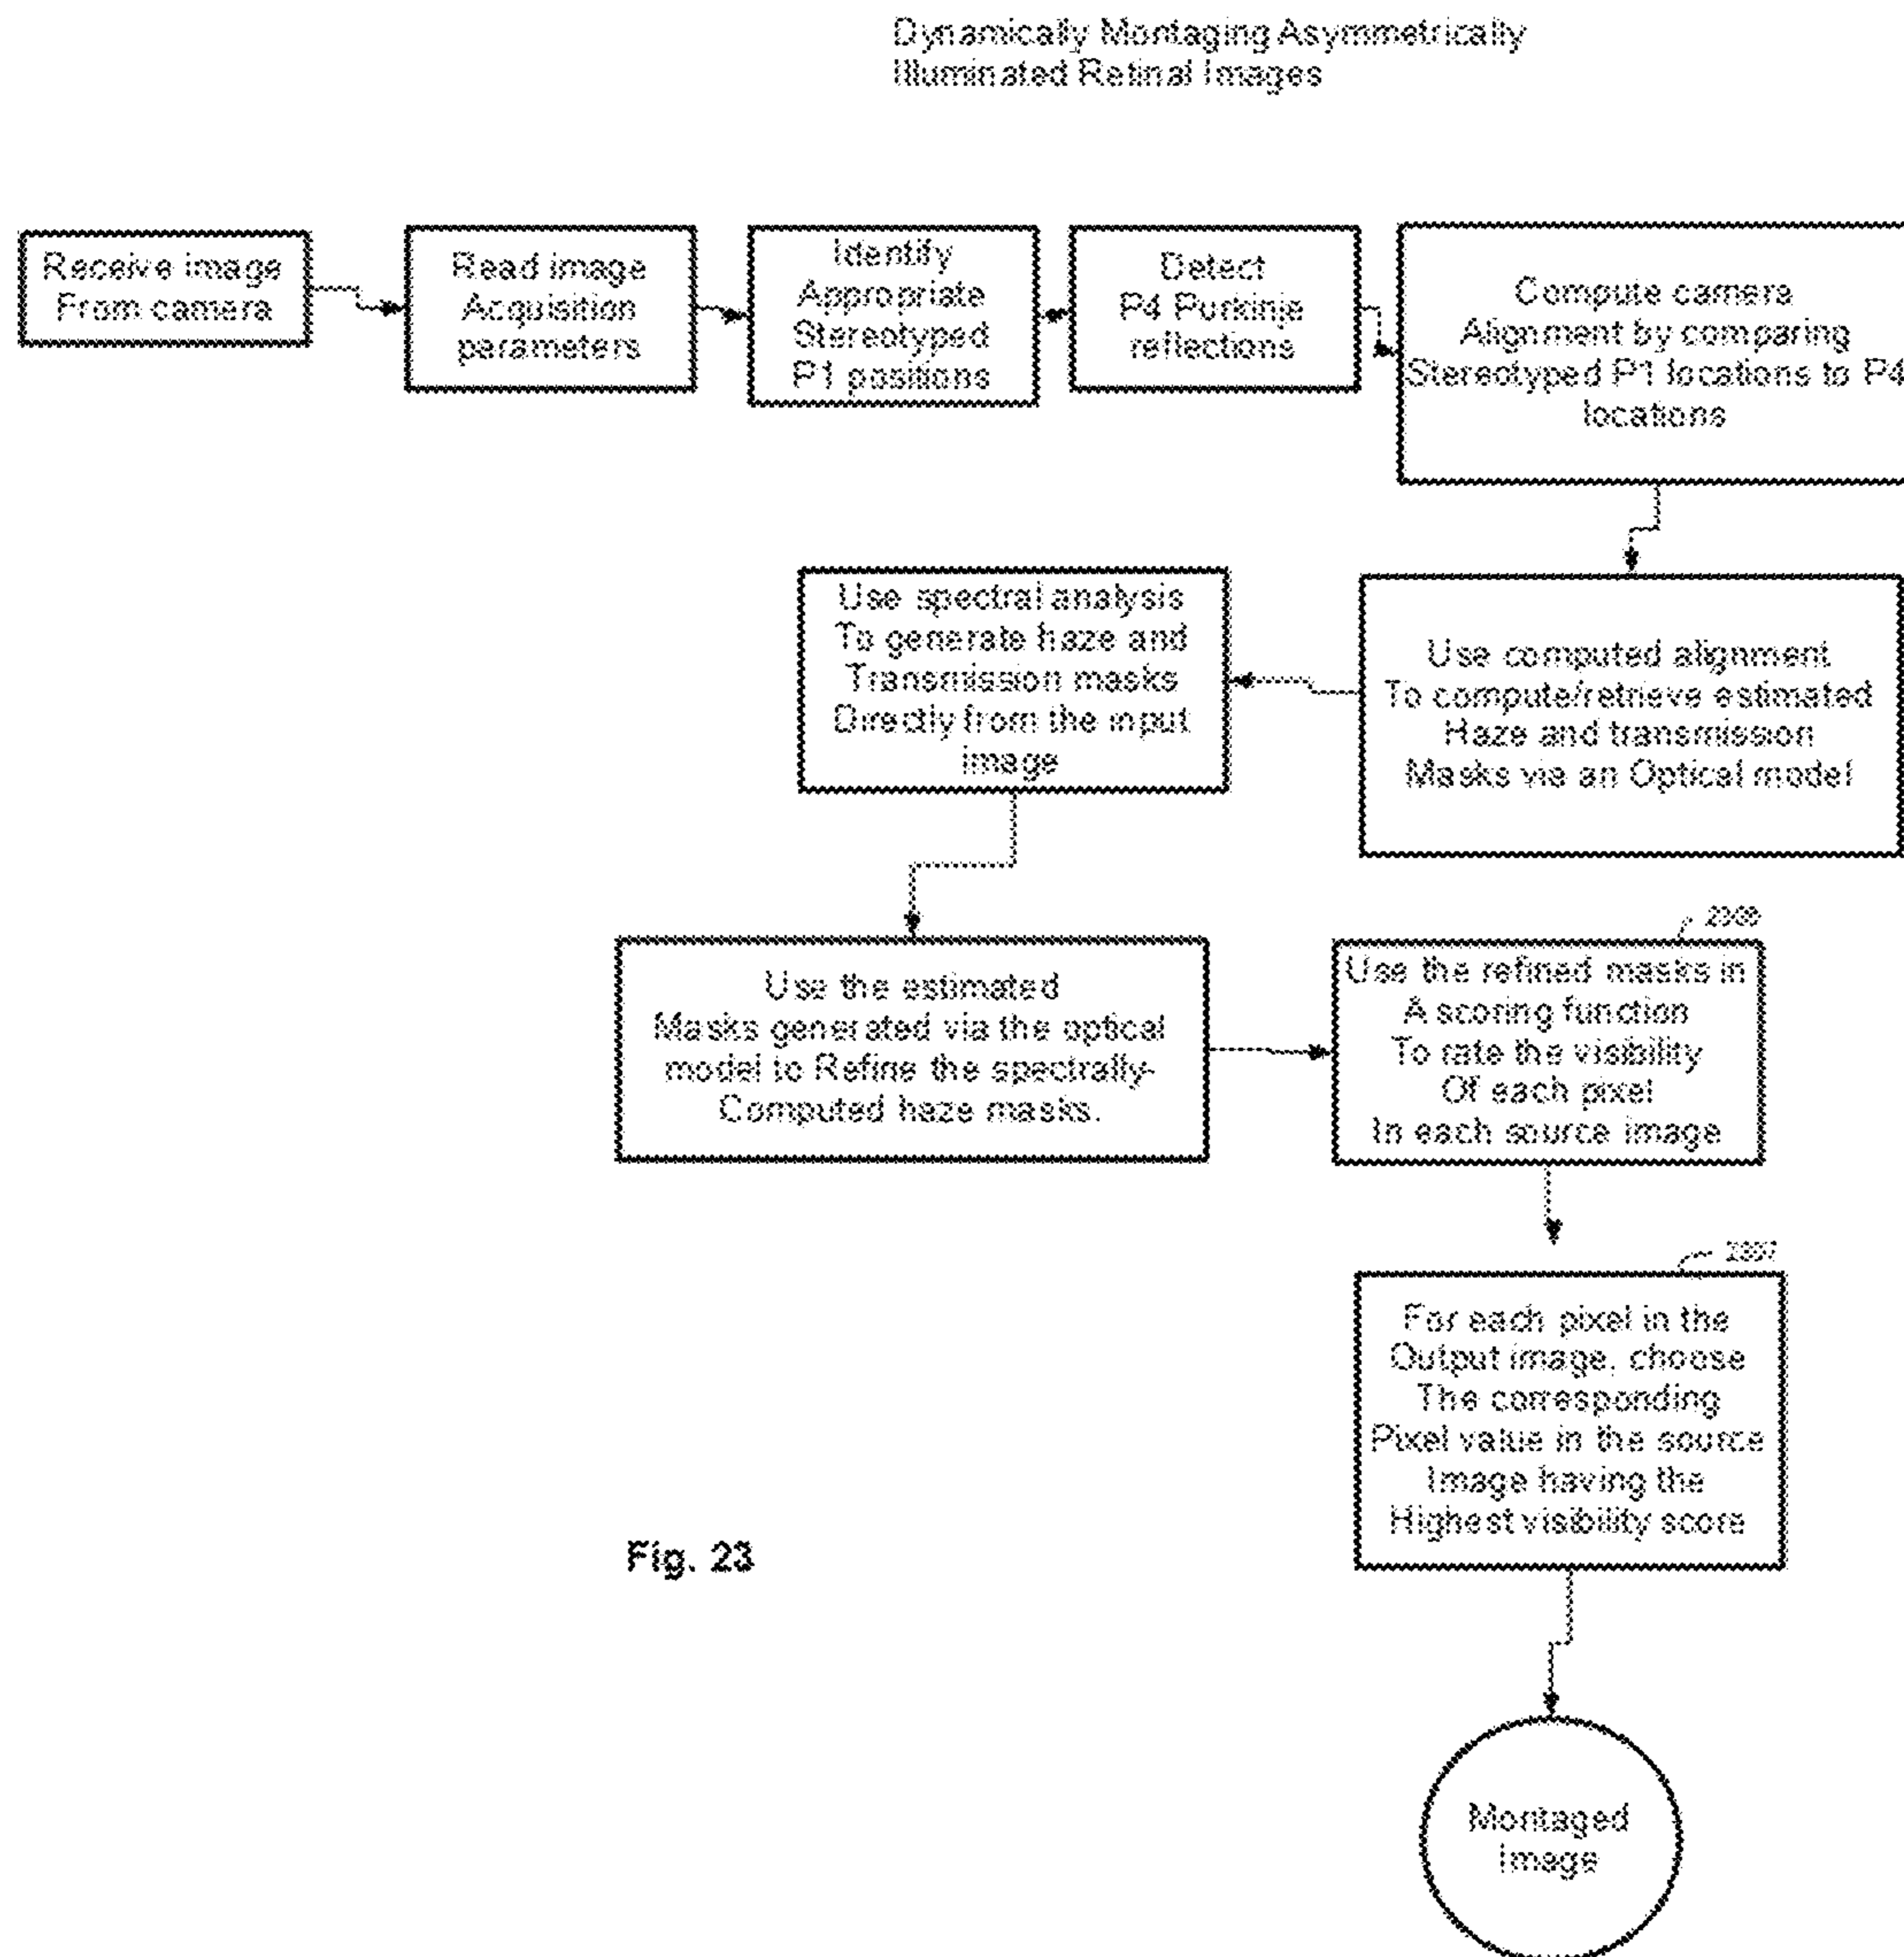 Dynamically Montaging Asymmetrically
Illuminated Retinal Images
Receive image
From camera
Read image
Acquisition
parameters
Identify
Appropriate
Stereotyped
P1 positions
Detect
P4 Purkinje
reflections
Compute camera
Alignment by comparing
Stereotyped P1 locations to P4
locations
Use spectral analysis
To generate haze and
Transmission masks
Directly from the input
image
Use computed alignment
To compute/retrieve estimated
Haze and transmission
Masks via an Optical model
Use the estimated
Masks generated via the optical
model to Refine the spectrally-
Computed haze masks.
Use the refined masks in
A scoring function
To rate the visibility
Of each pixel
In each source image
For each pixel in the
Output image, choose
The corresponding
Pixel value in the source
Image having the
Highest visibility score
Fig. 23
Montaged
Image